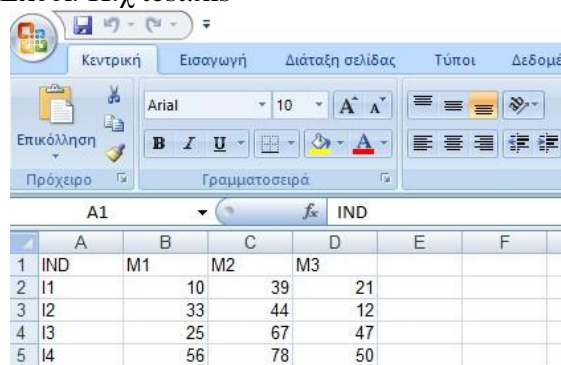 Κεντρική Εισαγωγή Διάταξη σελίδας Τύποι Δεδομέ
Arial 10 A A
Επικόλληση B I U A
Πρόχειρο Γραμματοσειρά
A1 fx IND
A B C D E F
1 IND M1 M2 M3
2 I1 10 39 21
3 I2 33 44 12
4 I3 25 67 47
5 I4 56 78 50